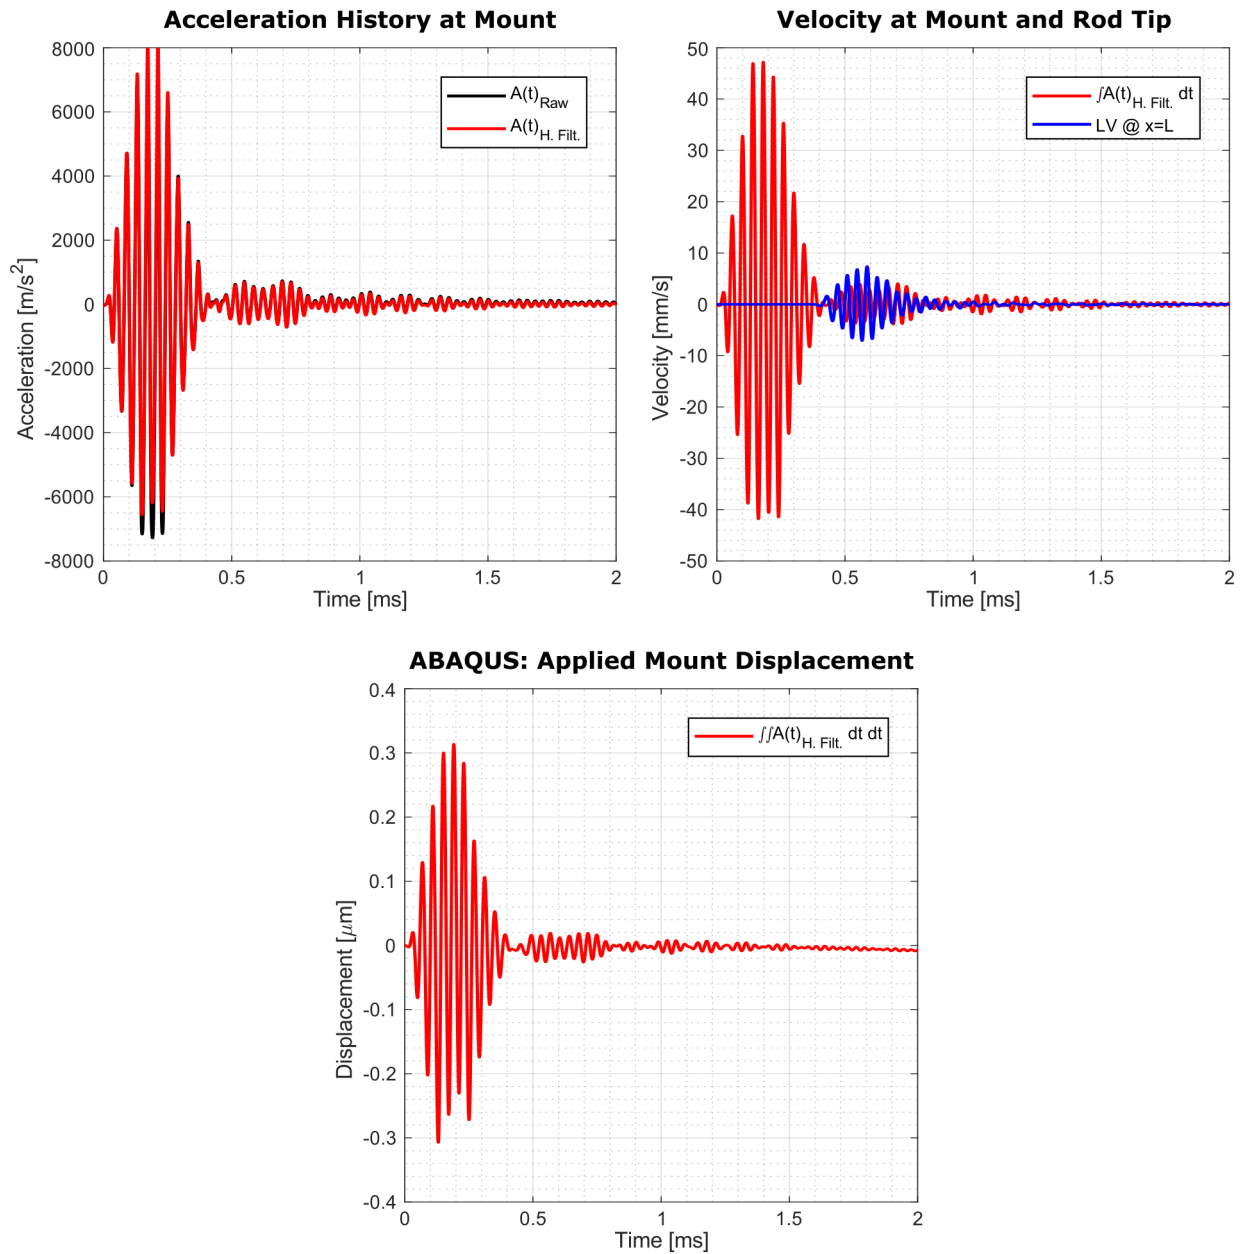 Acceleration History at Mount
8000
6000
4000
2000
0
-2000
-4000
-6000
-8000
Acceleration [m/s²]
A(t)Raw
A(t)H. Filt.
0 0.5 1 1.5 2
Time [ms]
Velocity at Mount and Rod Tip
50
40
30
20
10
0
-10
-20
-30
-40
-50
Velocity [mm/s]
∫A(t)H. Filt. dt
LV @ x=L
0 0.5 1 1.5 2
Time [ms]
ABAQUS: Applied Mount Displacement
0.4
0.3
0.2
0.1
0
-0.1
-0.2
-0.3
-0.4
Displacement [μm]
∫∫A(t)H. Filt. dt dt
0 0.5 1 1.5 2
Time [ms]